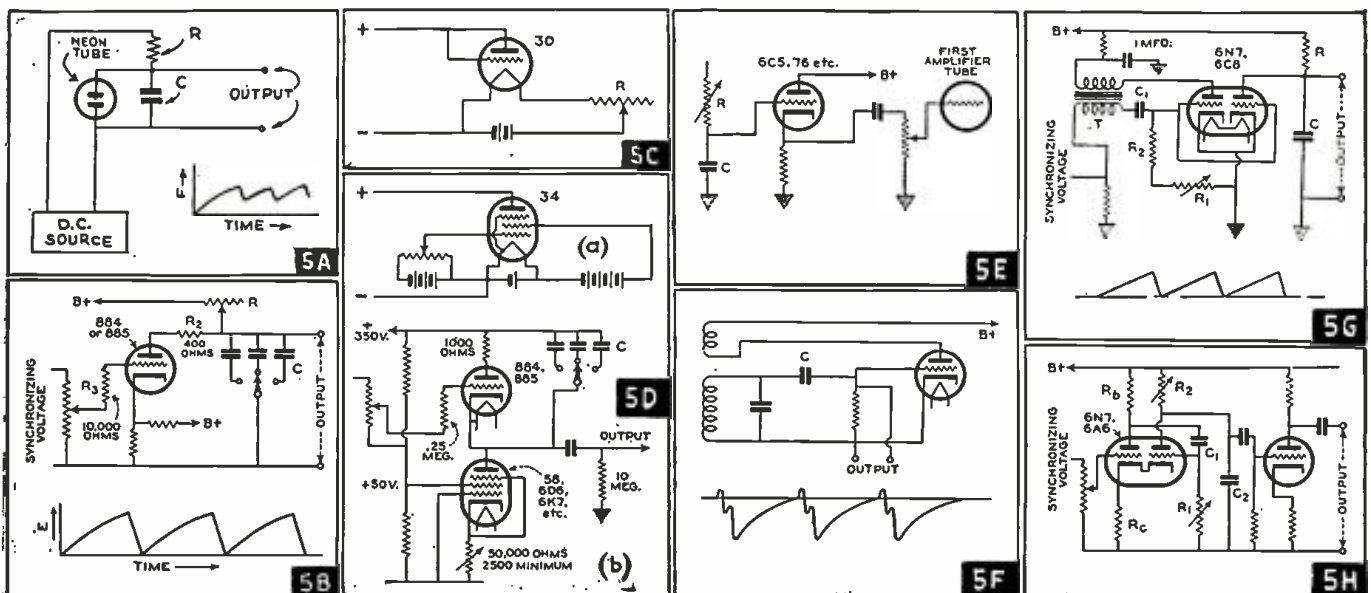 NEON
TUBE
R
C
OUTPUT
D.C.
SOURCE
TIME →
5A
B+
R
884
or 885
R2
400
OHMS
C
R3
10,000
OHMS
B+
SYNCHRONIZING
VOLTAGE
OUTPUT
E
TIME
5B
+
30
R
-
5C
+
34
(a)
-
+
350V.
1000
OHMS
884,
885
C
5D
.25
MEG.
OUTPUT
+50V.
58,
6D6,
6K7,
etc.
10
MEG.
50,000 OHMS
2500 MINIMUM
(b)
6C5, 76 etc.
FIRST
AMPLIFIER
TUBE
R
B+
C
5E
B+
C
OUTPUT
5F
B+
1 MFD.
6N7,
6C8
R
C1
T
R2
C
R1
SYNCHRONIZING
VOLTAGE
OUTPUT
5G
B+
Rb
R2
6N7,
6A6
C1
C2
R1
Rc
SYNCHRONIZING
VOLTAGE
OUTPUT
5H